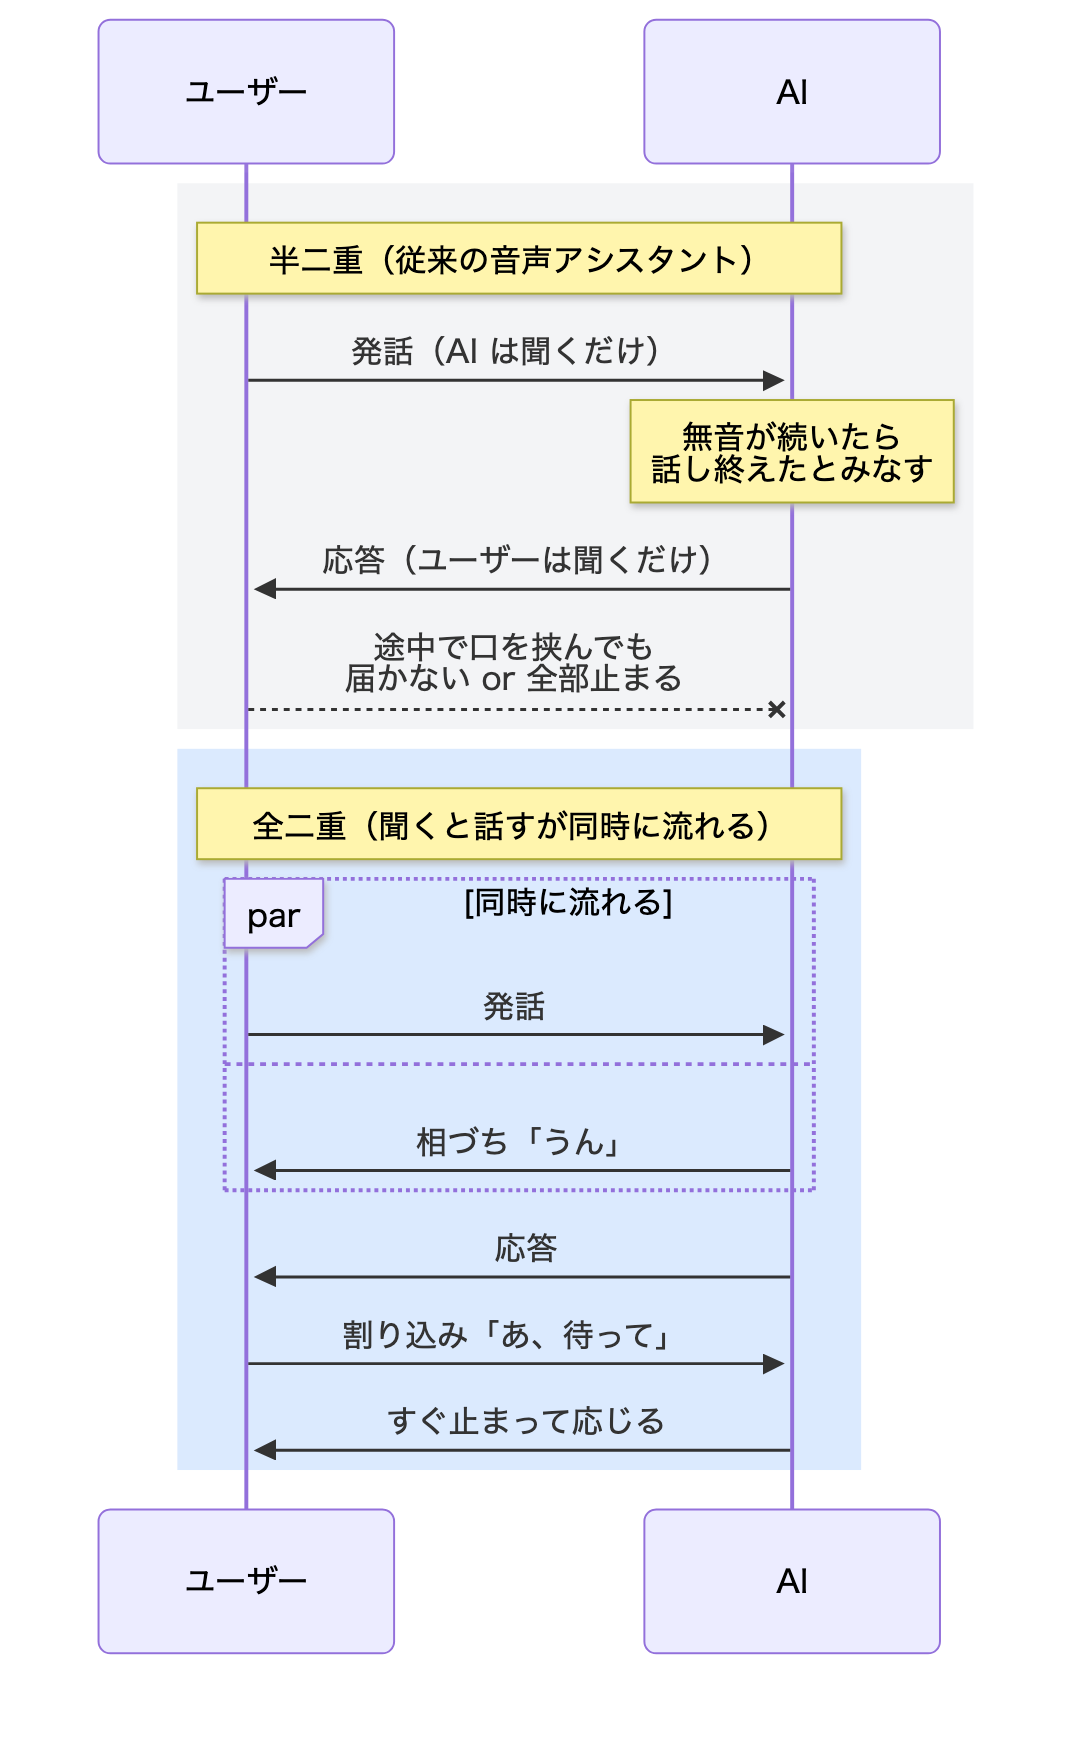 ユーザー
AI
半二重（従来の音声アシスタント）
発話（AI は聞くだけ）
無音が続いたら
話し終えたとみなす
応答（ユーザーは聞くだけ）
途中で口を挟んでも
届かない or 全部止まる
全二重（聞くと話すが同時に流れる）
par
[同時に流れる]
発話
相づち「うん」
応答
割り込み「あ、待って」
すぐ止まって応じる
ユーザー
AI